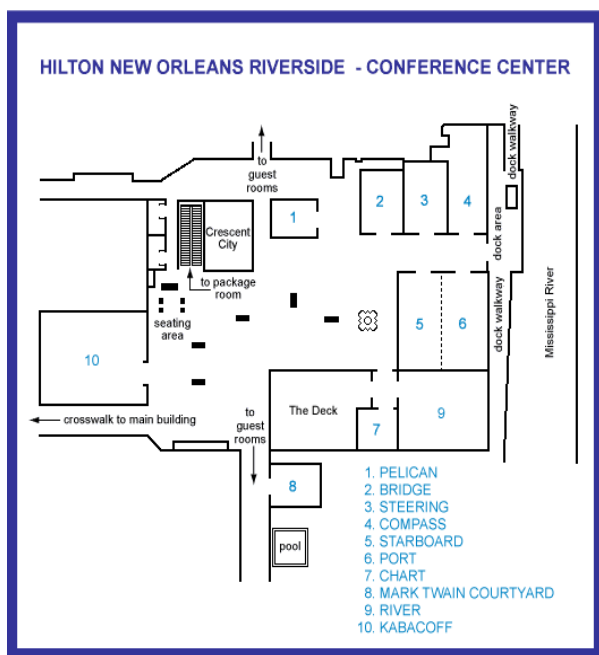 HILTON NEW ORLEANS RIVERSIDE - CONFERENCE CENTER
dock walkway
to
guest
rooms
1
2
3
4
Crescent
City
dock area
to package
room
seating
area
5
6
dock walkway
Mississippi River
10
crosswalk to main building
to
guest
rooms
The Deck
7
9
8
pool
1. PELICAN
2. BRIDGE
3. STEERING
4. COMPASS
5. STARBOARD
6. PORT
7. CHART
8. MARK TWAIN COURTYARD
9. RIVER
10. KABACOFF